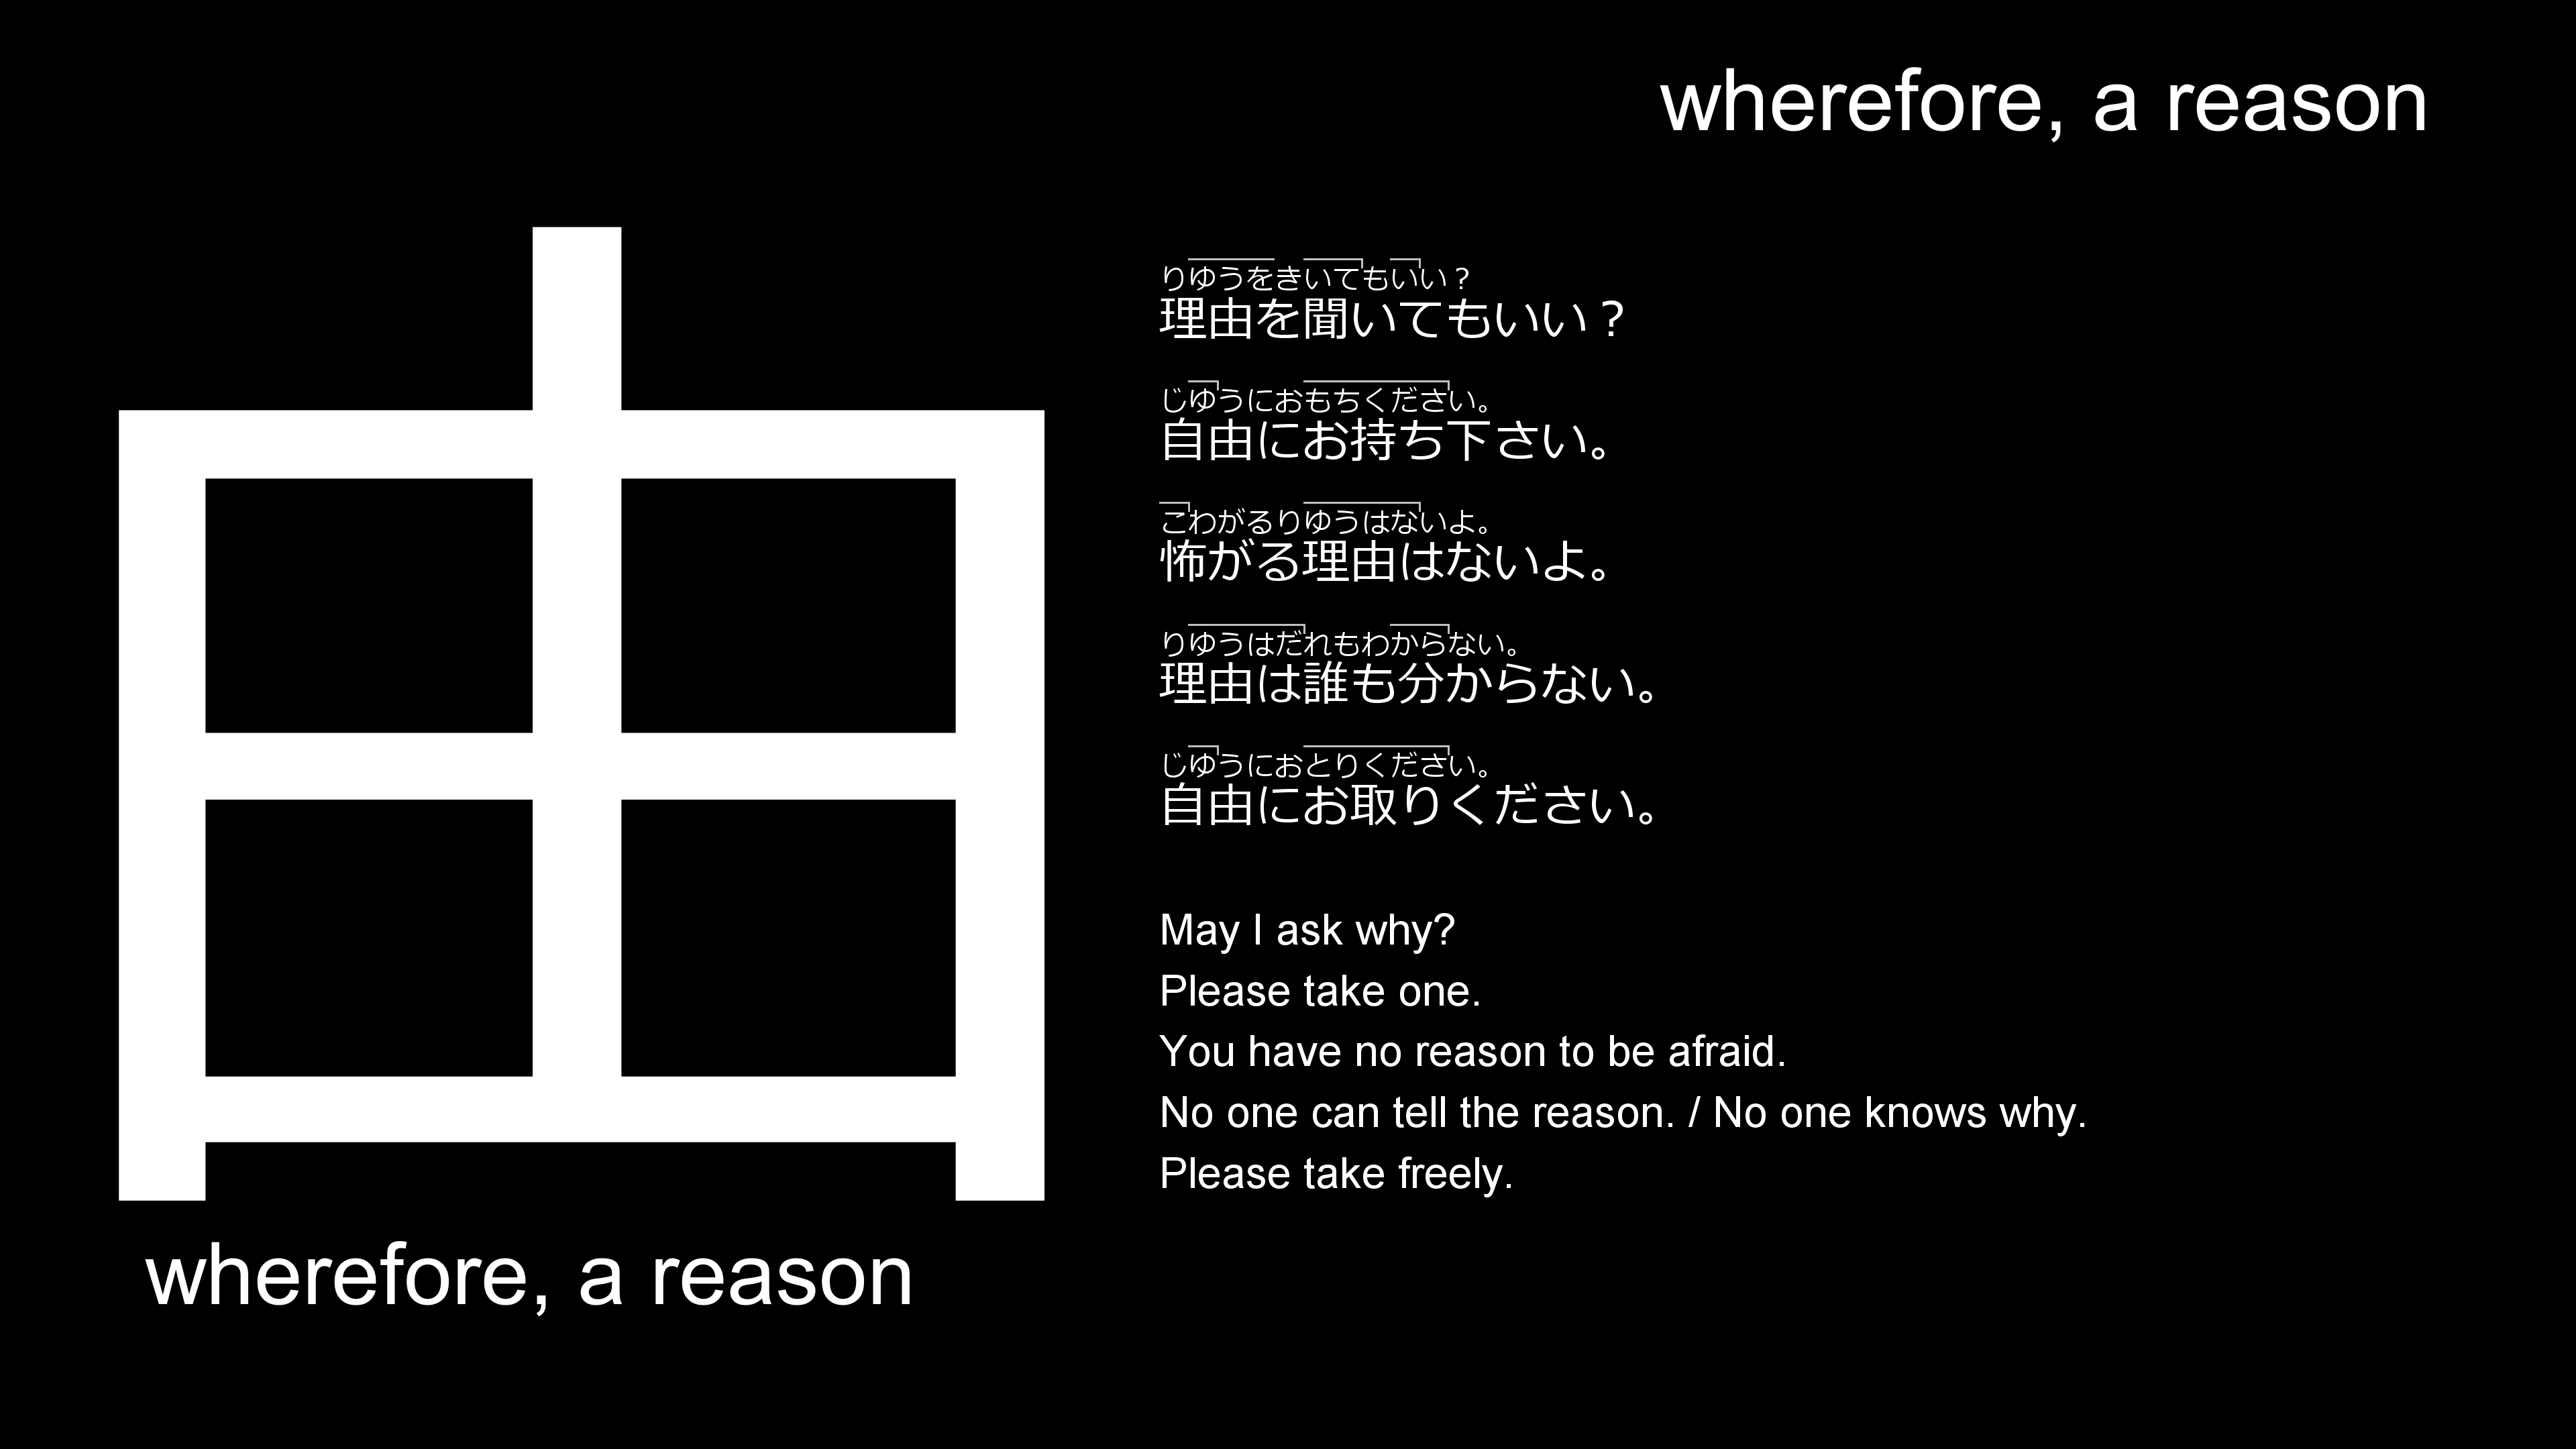 wherefore, a reason
由
wherefore, a reason
りゆうをきいてもいい？
理由を聞いてもいい？
じゆうにおもちください。
自由にお持ち下さい。
こわがるりゆうはないよ。
怖がる理由はないよ。
りゆうはだれもわからない。
理由は誰も分からない。
じゆうにおとりください。
自由にお取りください。
May I ask why?
Please take one.
You have no reason to be afraid.
No one can tell the reason. / No one knows why.
Please take freely.